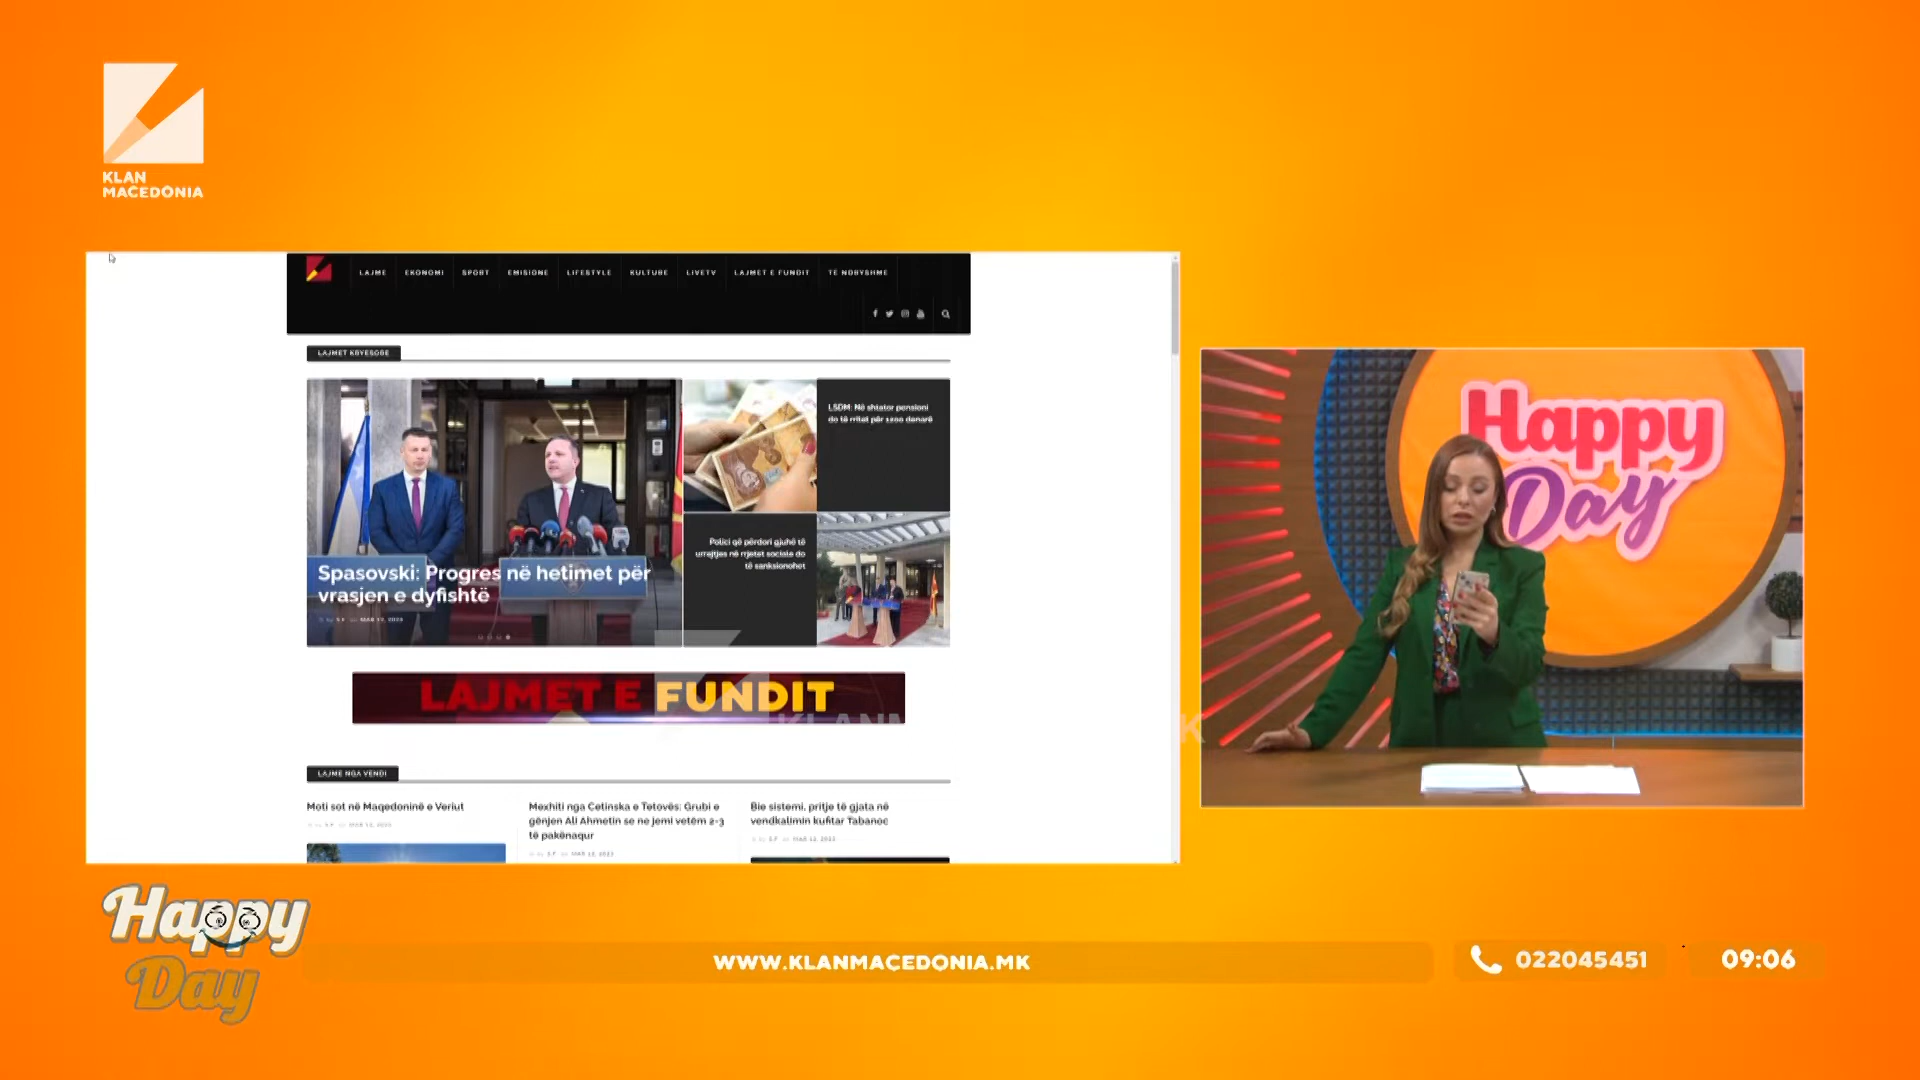 KLAN
MACEDONIA
LAJME EKONOMI SPORT EMISIONE LIFESTYLE KULTURE LIVETV LAJMET E FUNDIT TË NDRYSHME
LAJMET KRYESORE
Spasovski: Progres në hetimet për
vrasjen e dyfishtë
LSDM: Në shtator pensioni
do të rritet për 1200 denarë
Polici që përdori gjuhë të
urrejtjes në rrjetet sociale do
të sanksionohet
LAJMET E FUNDIT
LAJME NGA VENDI
Moti sot në Maqedoninë e Veriut
Mexhiti nga Çetinska e Tetovës: Grubi e
gënjen Ali Ahmetin se ne jemi vetëm 2-3
të pakënaqur
Bie sistemi, pritje të gjata në
vendkalimin kufitar Tabanoc
Happy
Day
Happy
Day
WWW.KLANMACEDONIA.MK
022045451
09:06